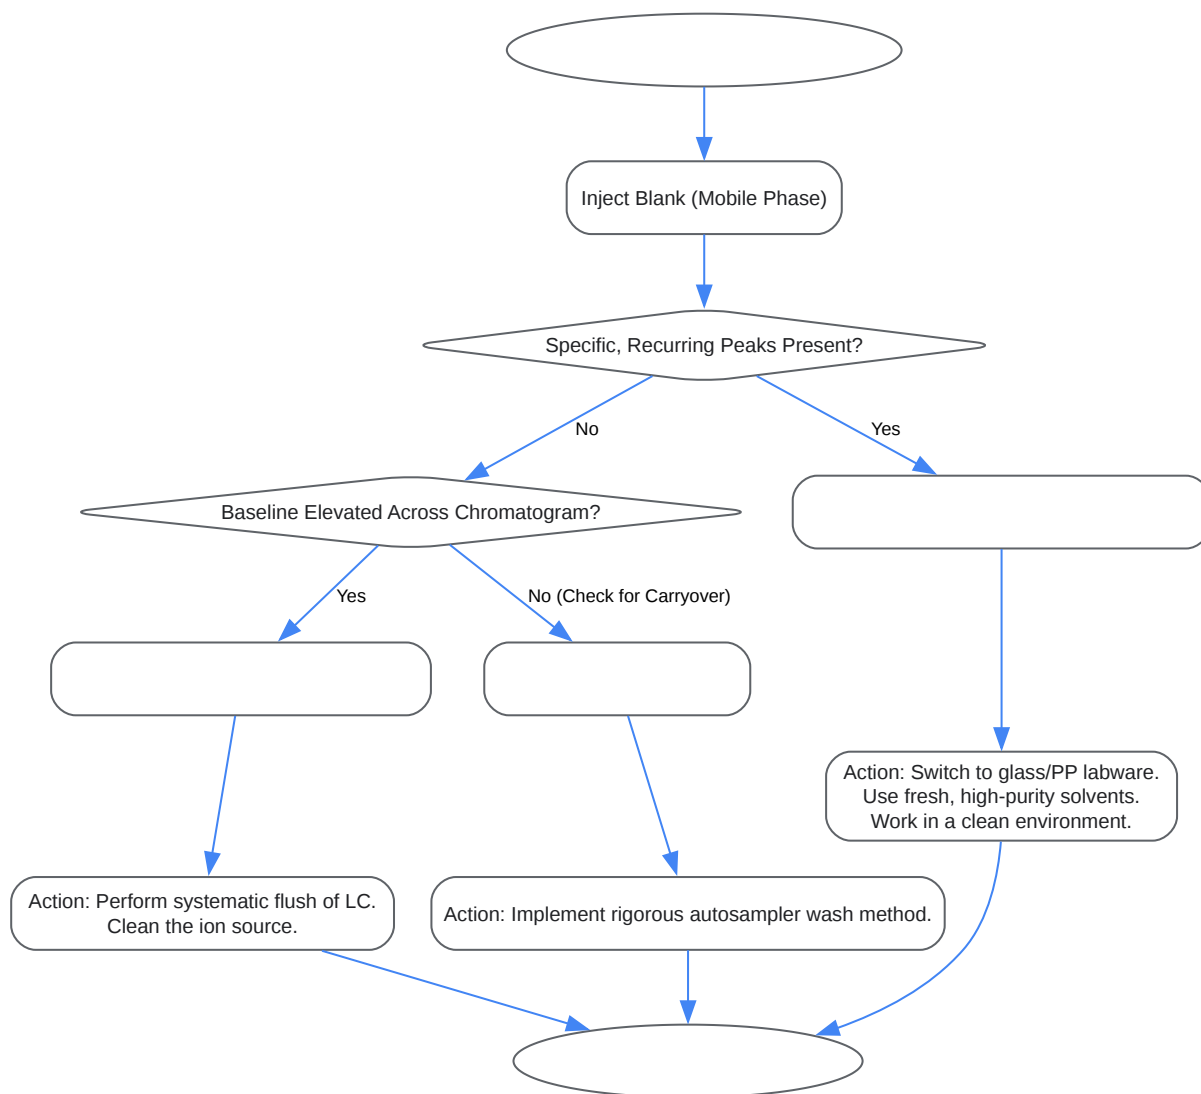 Inject Blank (Mobile Phase)
Specific, Recurring Peaks Present?
No
Yes
Baseline Elevated Across Chromatogram?
Yes
No (Check for Carryover)
Action: Switch to glass/PP labware.
Use fresh, high-purity solvents.
Work in a clean environment.
Action: Perform systematic flush of LC.
Clean the ion source.
Action: Implement rigorous autosampler wash method.